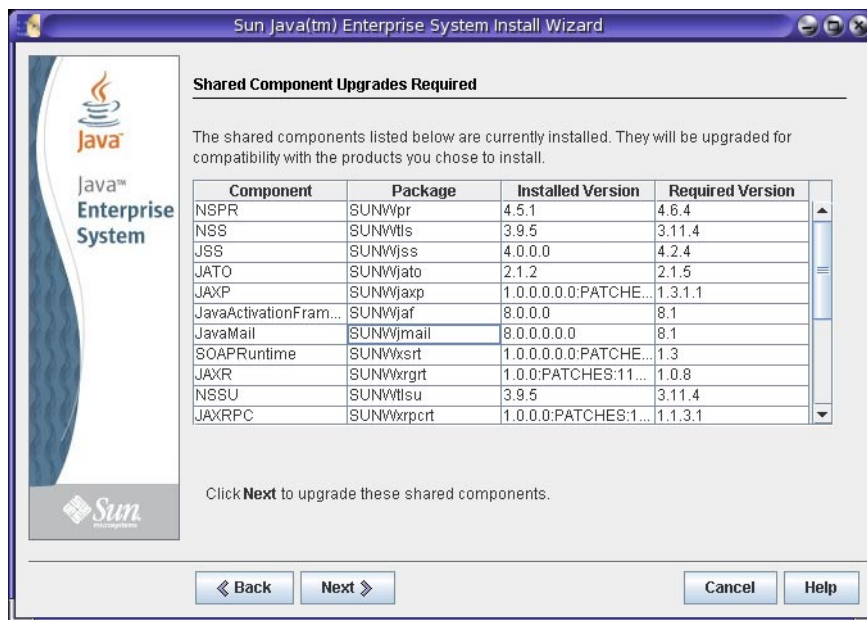 Sun Java(tm) Enterprise System Install Wizard
Java™
Java™
Enterprise
System
Sun
microsystems
Shared Component Upgrades Required
The shared components listed below are currently installed. They will be upgraded for
compatibility with the products you chose to install.
Component Package Installed Version Required Version
NSPR SUNWpr 4.5.1 4.6.4
NSS SUNWtls 3.9.5 3.11.4
JSS SUNWjss 4.0.0.0 4.2.4
JATO SUNWjato 2.1.2 2.1.5
JAXP SUNWjaxp 1.0.0.0.0.0:PATCHE... 1.3.1.1
JavaActivationFram... SUNWjaf 8.0.0.0 8.1
JavaMail SUNWjmail 8.0.0.0.0.0 8.1
SOAPRuntime SUNWxsrt 1.0.0.0.0.0:PATCHE... 1.3
JAXR SUNWxrgrt 1.0.0:PATCHES:11... 1.0.8
NSSU SUNWtlsu 3.9.5 3.11.4
JAXRPC SUNWxrpcrt 1.0.0.0:PATCHES:1... 1.1.3.1
Click Next to upgrade these shared components.
Back Next Cancel Help